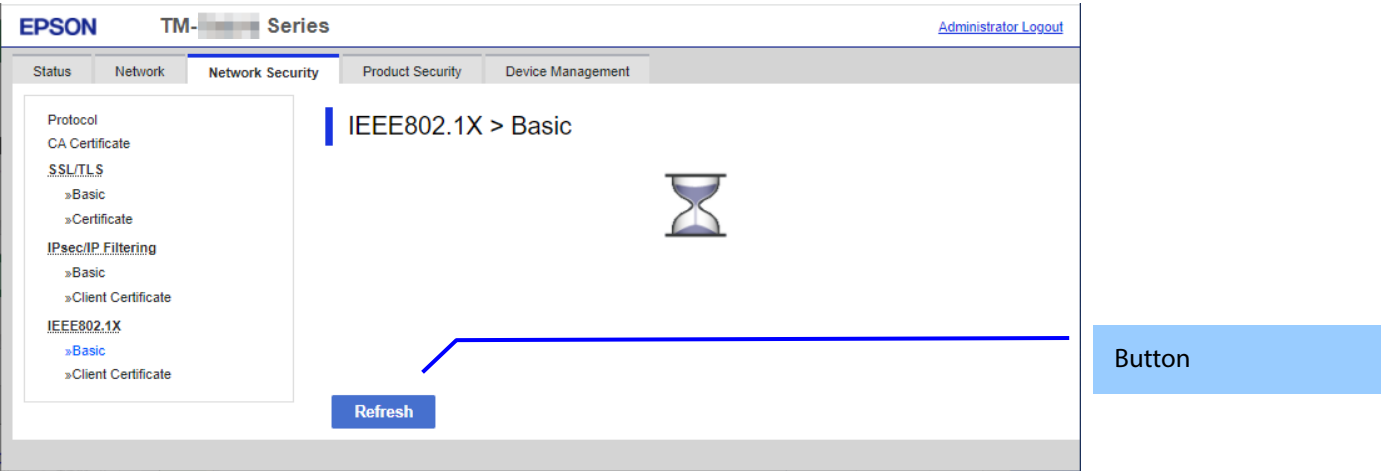 EPSON TM- Series Administrator Logout
Status Network Network Security Product Security Device Management
Protocol
CA Certificate
SSL/TLS
»Basic
»Certificate
IPsec/IP Filtering
»Basic
»Client Certificate
IEEE802.1X
»Basic
»Client Certificate
IEEE802.1X > Basic
Refresh
Button